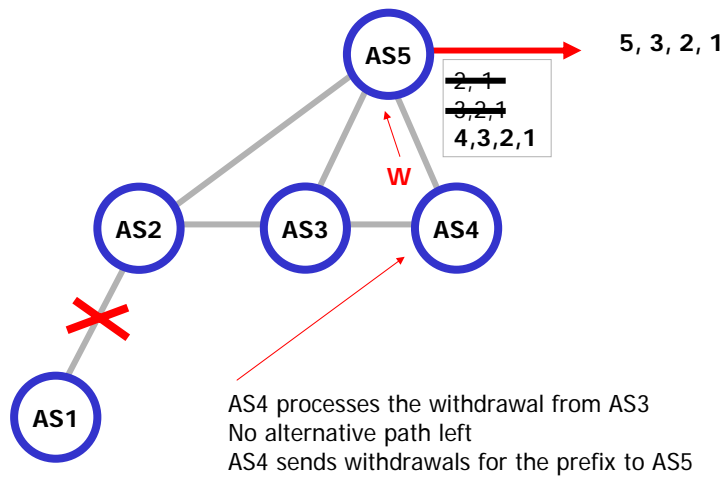 AS5
5, 3, 2, 1
2, 1
3,2,1
4,3,2,1
W
AS2
AS3
AS4
AS1
AS4 processes the withdrawal from AS3
No alternative path left
AS4 sends withdrawals for the prefix to AS5